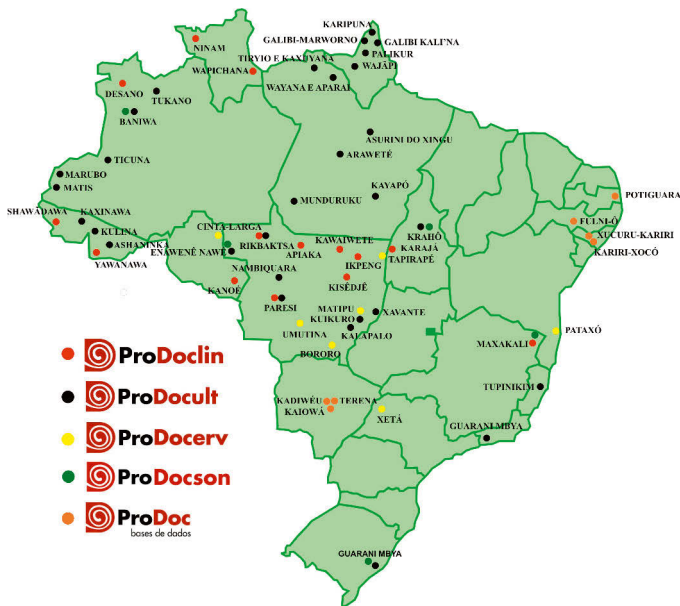 KARIPUNA
GALIBI-MARWORNO
GALIBI KALI'NA
NINAM
PALIKUR
TIRYIO E KAXUYANA
WAPICHANA
WAJÃPI
WAYANA E APARAI
DESANO
TUKANO
BANIWA
ASURINI DO XINGU
ARAWETÉ
TICUNA
MARUBO
MATIS
KAYAPÓ
MUNDURUKU
POTIGUARA
SHAWÃDAWA
KAXINAWA
FULNI-Ô
CINTA-LARGA
KULINA
XUCURU-KARIRI
KRAHÔ
ASHANINKA
RIKBAKTSA
KAWAIWETE
KARAJÁ
KARIRI-XOCÓ
ENAWENÊ NAWÊ
APIAKA
IKPENG
TAPIRAPÉ
YAWANAWA
NAMBIQUARA
KANOÉ
KISÊDJÊ
PARESI
MATIPU
XAVANTE
KUIKURO
UMUTINA
KALAPALO
PATAXÓ
MAXAKALI
BORORO
ProDoclin
TUPINIKIM
ProDocult
KADIWÉU
TERENA
KAIOWÁ
XETÁ
GUARANI MBYA
ProDocerv
ProDocson
ProDoc
bases de dados
GUARANI MBYA